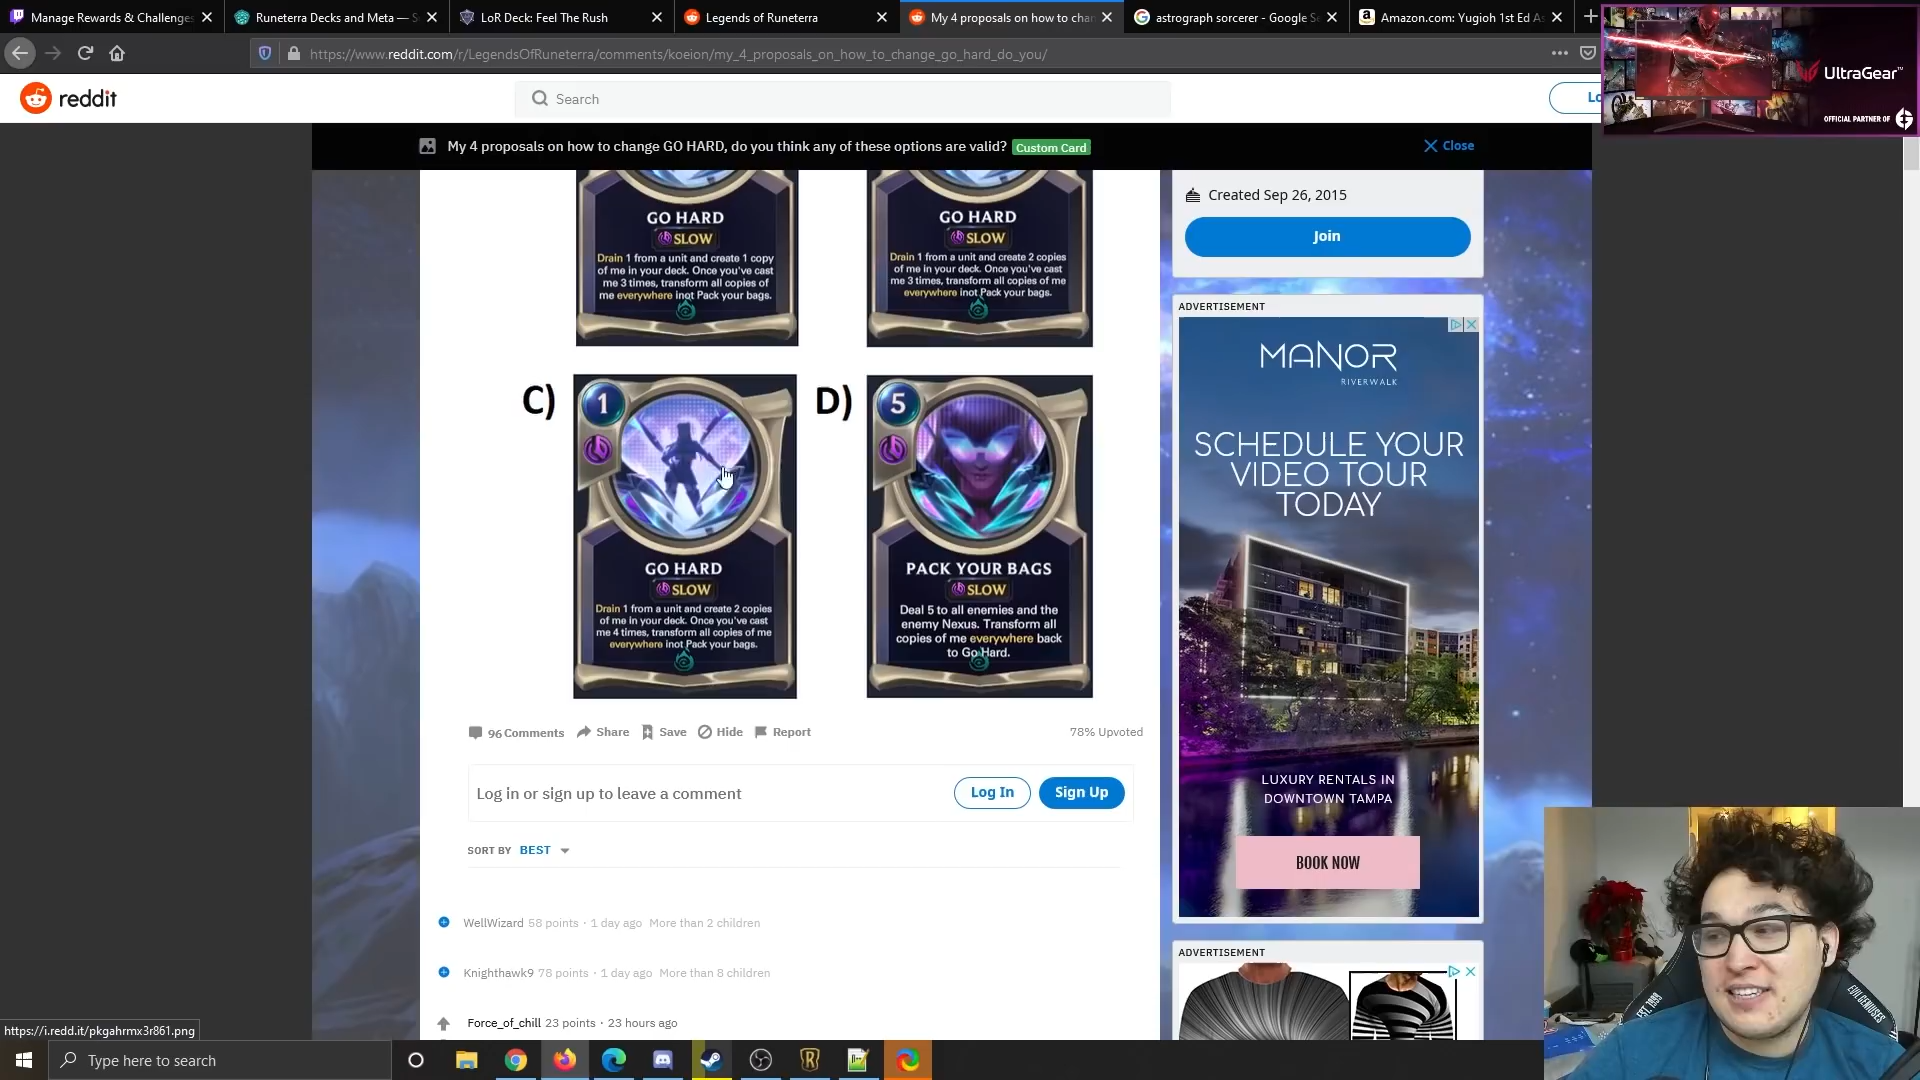 Manage Rewards & Challenges
Runeterra Decks and Meta — S
LoR Deck: Feel The Rush
Legends of Runeterra
My 4 proposals on how to chan
astrograph sorcerer - Google Se
Amazon.com: Yugioh 1st Ed As
https://www.reddit.com/r/LegendsOfRuneterra/comments/koeion/my_4_proposals_on_how_to_change_go_hard_do_you/
UltraGear™
OFFICIAL PARTNER OF
reddit
Search
My 4 proposals on how to change GO HARD, do you think any of these options are valid? Custom Card
Close
GO HARD
SLOW
Drain 1 from a unit and create 1 copy
of me in your deck. Once you've cast
me 3 times, transform all copies of
me everywhere inot Pack your bags.
GO HARD
SLOW
Drain 1 from a unit and create 2 copies
of me in your deck. Once you've cast
me 3 times, transform all copies of me
everywhere inot Pack your bags.
C)
1
GO HARD
SLOW
Drain 1 from a unit and create 2 copies
of me in your deck. Once you've cast
me 4 times, transform all copies of me
everywhere inot Pack your bags.
D)
5
PACK YOUR BAGS
SLOW
Deal 5 to all enemies and the
enemy Nexus. Transform all
copies of me everywhere back
to Go Hard.
96 Comments Share Save Hide Report
78% Upvoted
Log in or sign up to leave a comment
Log In
Sign Up
SORT BY BEST
WellWizard 58 points · 1 day ago More than 2 children
Knighthawk9 78 points · 1 day ago More than 8 children
Force_of_chill 23 points · 23 hours ago
Created Sep 26, 2015
Join
ADVERTISEMENT
MANOR
RIVERWALK
SCHEDULE YOUR
VIDEO TOUR
TODAY
LUXURY RENTALS IN
DOWNTOWN TAMPA
BOOK NOW
ADVERTISEMENT
EVIL GENIUSES
https://i.redd.it/pkgahrmx3r861.png
Type here to search